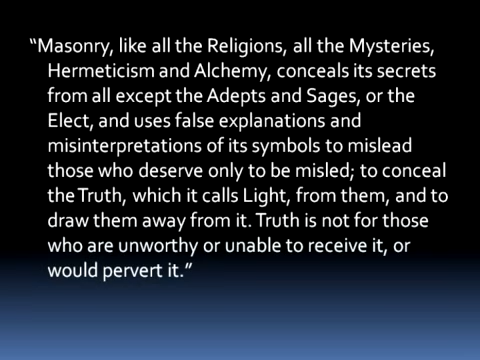 “Masonry, like all the Religions, all the Mysteries,
Hermeticism and Alchemy, conceals its secrets
from all except the Adepts and Sages, or the
Elect, and uses false explanations and
misinterpretations of its symbols to mislead
those who deserve only to be misled; to conceal
the Truth, which it calls Light, from them, and to
draw them away from it. Truth is not for those
who are unworthy or unable to receive it, or
would pervert it.”